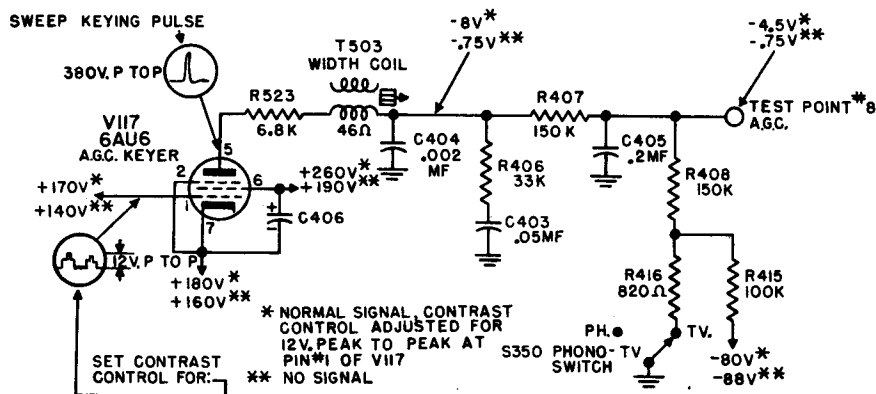 SWEEP KEYING PULSE
380V. P TO P
V117
6AU6
A.G.C. KEYER
R523
6.8K
T503
WIDTH COIL
46Ω
-8V*
-.75V**
R407
150K
-4.5V*
-.75V**
TEST POINT #8
A.G.C.
C404
.002
MF
R406
33K
C403
.05MF
C405
.2MF
R408
150K
5
2
6
1
7
+170V*
+140V**
+260V*
+190V**
+
-
C406
12V. P TO P
+180V*
+160V**
R416
820Ω
R415
100K
PH.
TV.
S350 PHONO-TV
SWITCH
-80V*
-88V**
* NORMAL SIGNAL, CONTRAST
CONTROL ADJUSTED FOR
12V. PEAK TO PEAK AT
PIN #1 OF V117
** NO SIGNAL
SET CONTRAST
CONTROL FOR: